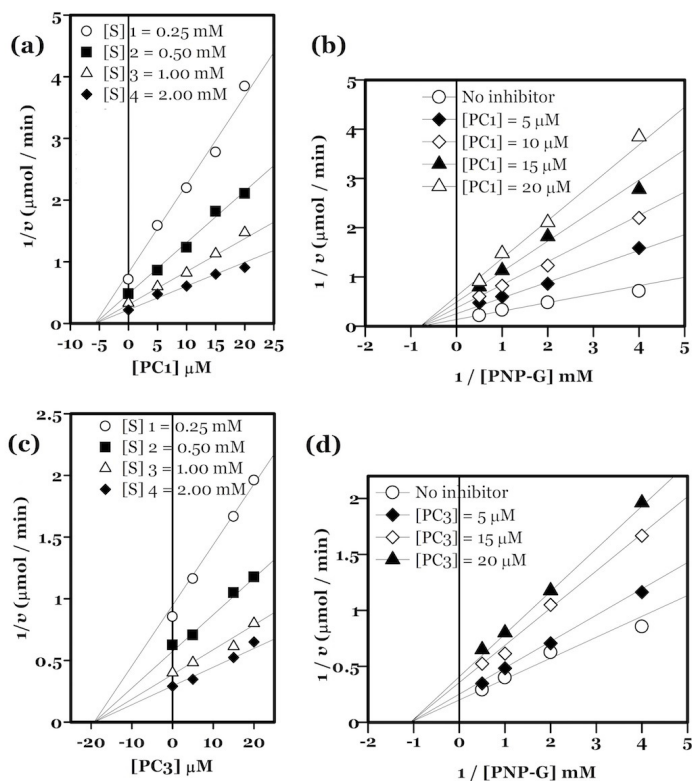 (a)
[S] 1 = 0.25 mM
[S] 2 = 0.50 mM
[S] 3 = 1.00 mM
[S] 4 = 2.00 mM
1/v (μmol / min)
5
4
3
2
1
0
-10 -5 0 5 10 15 20 25
[PC1] μM
(b)
No inhibitor
[PC1] = 5 μM
[PC1] = 10 μM
[PC1] = 15 μM
[PC1] = 20 μM
1 / v (μmol / min)
5
4
3
2
1
0
-2 -1 0 1 2 3 4 5
1 / [PNP-G] mM
(c)
[S] 1 = 0.25 mM
[S] 2 = 0.50 mM
[S] 3 = 1.00 mM
[S] 4 = 2.00 mM
1/v (μmol / min)
2.5
2
1.5
1
0.5
0
-20 -10 0 10 20
[PC3] μM
(d)
No inhibitor
[PC3] = 5 μM
[PC3] = 15 μM
[PC3] = 20 μM
1 / v (μmol / min)
2
1.5
1
0.5
0
-2 -1 0 1 2 3 4 5
1 / [PNP-G] mM